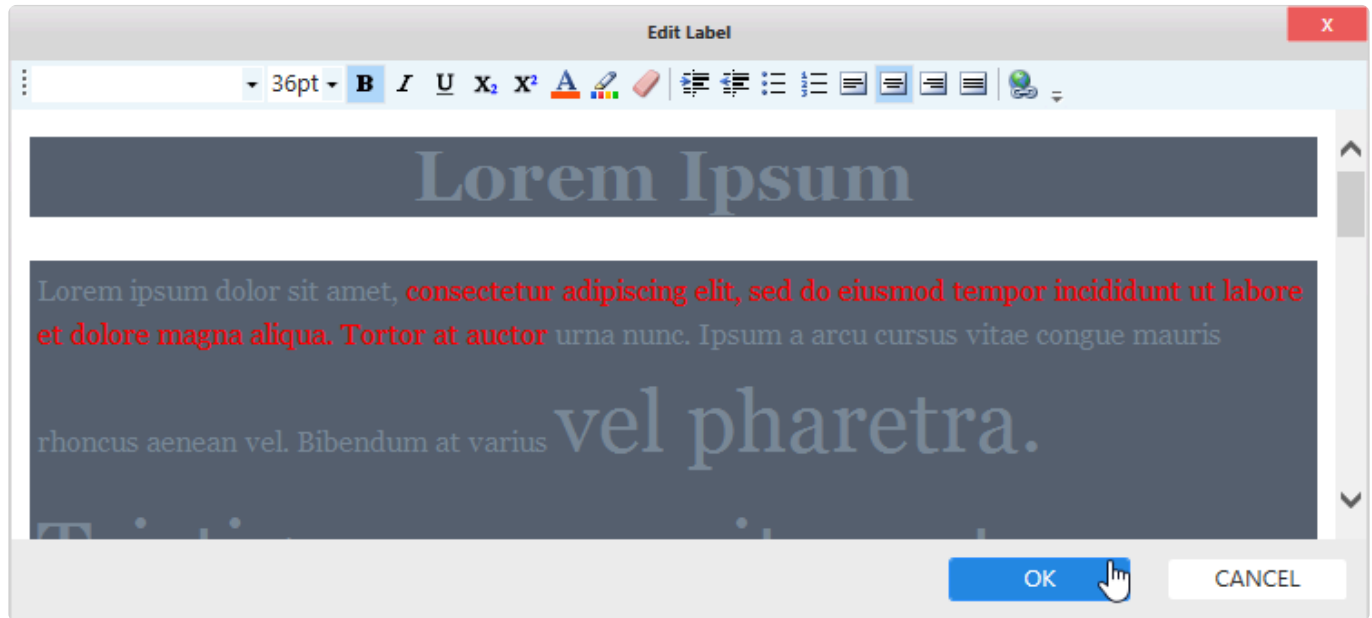 Edit Label
X
36pt B I U X₂ X² A
Lorem Ipsum
Lorem ipsum dolor sit amet, consectetur adipiscing elit, sed do eiusmod tempor incididunt ut labore
et dolore magna aliqua. Tortor at auctor urna nunc. Ipsum a arcu cursus vitae congue mauris
rhoncus aenean vel. Bibendum at varius vel pharetra.
OK CANCEL